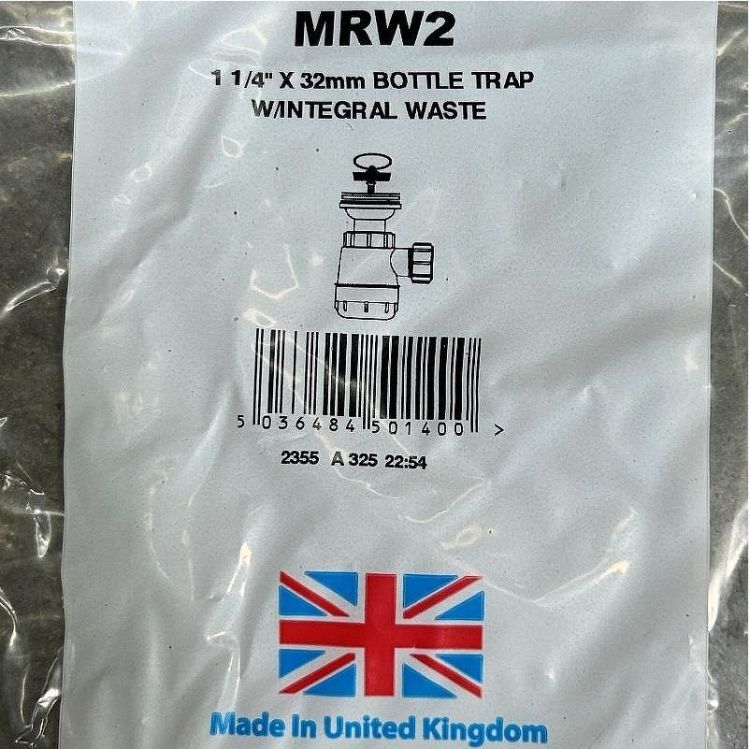 MRW2
1 1/4" X 32mm BOTTLE TRAP
W/INTEGRAL WASTE
5 036484 501400 >
2355 A 325 22:54
Made In United Kingdom